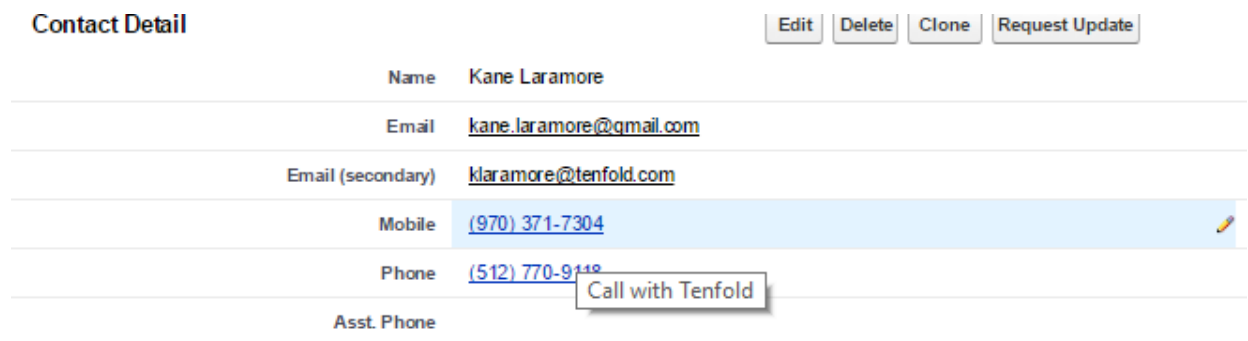 Contact Detail Edit Delete Clone Request Update
Name Kane Laramore
Email kane.laramore@gmail.com
Email (secondary) klaramore@tenfold.com
Mobile (970) 371-7304
Phone (512) 770-9118
Call with Tenfold
Asst. Phone